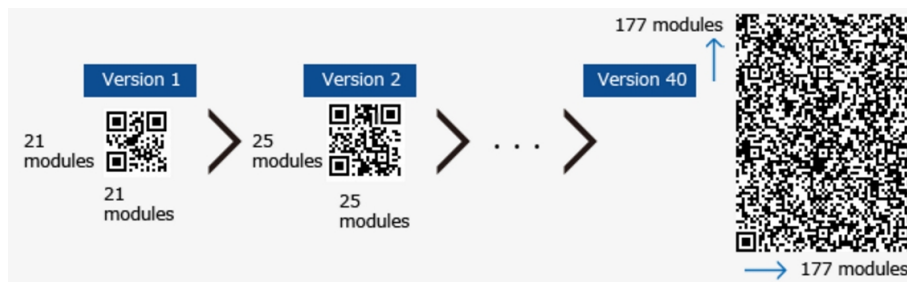 177 modules
Version 1
Version 2
Version 40
21
modules
25
modules
. . .
21
modules
25
modules
177 modules